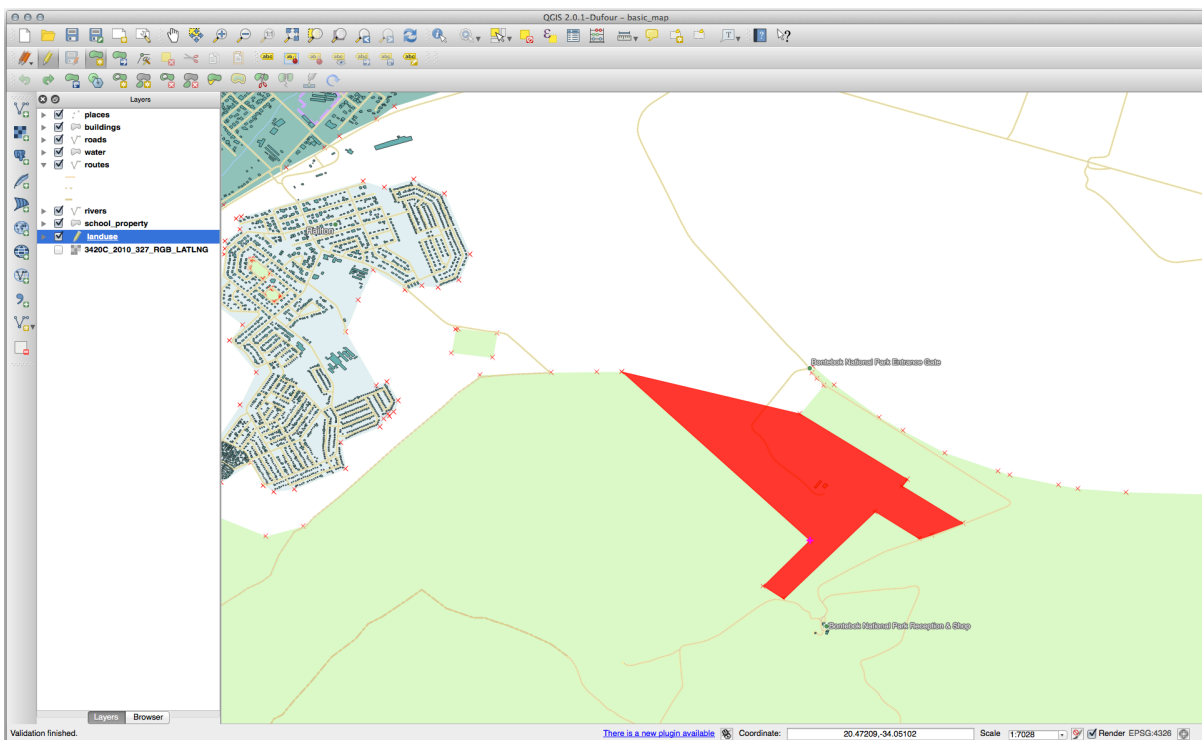 QGIS 2.0.1-Dufour - basic_map
Layers
places
buildings
roads
water
routes
rivers
school_property
landuse
3420C_2010_327_RGB_LATLNG
Railton
Bontebok National Park Entrance Gate
Bontebok National Park Reception & Shop
Layers Browser
Validation finished. There is a new plugin available Coordinate: 20.47209,-34.05102 Scale 1:7028 Render EPSG:4326